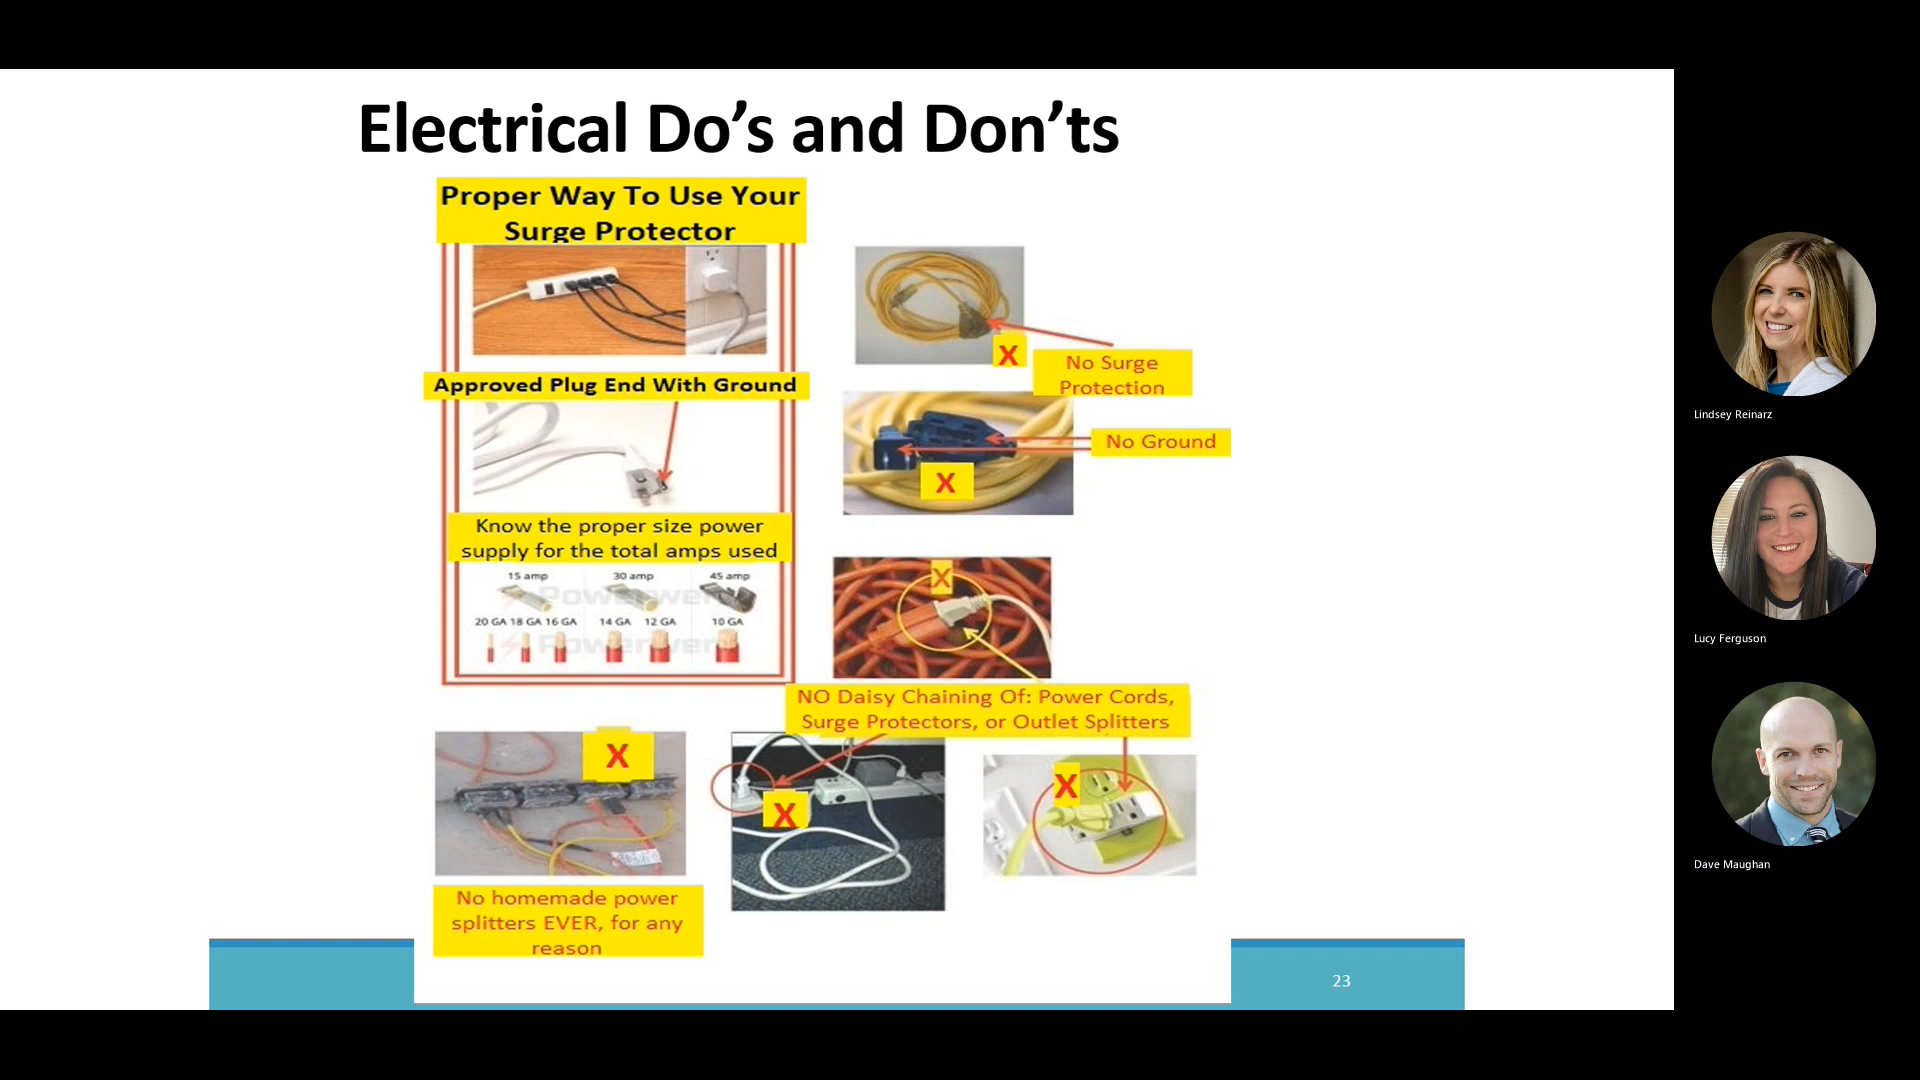 Electrical Do’s and Don’ts
Proper Way To Use Your
Surge Protector
Approved Plug End With Ground
Know the proper size power
supply for the total amps used
15 amp 30 amp 45 amp
20 GA 18 GA 16 GA 14 GA 12 GA 10 GA
X
No Surge
Protection
No Ground
X
X
NO Daisy Chaining Of: Power Cords,
Surge Protectors, or Outlet Splitters
X
X
X
No homemade power
splitters EVER, for any
reason
23
Lindsey Reinarz
Lucy Ferguson
Dave Maughan